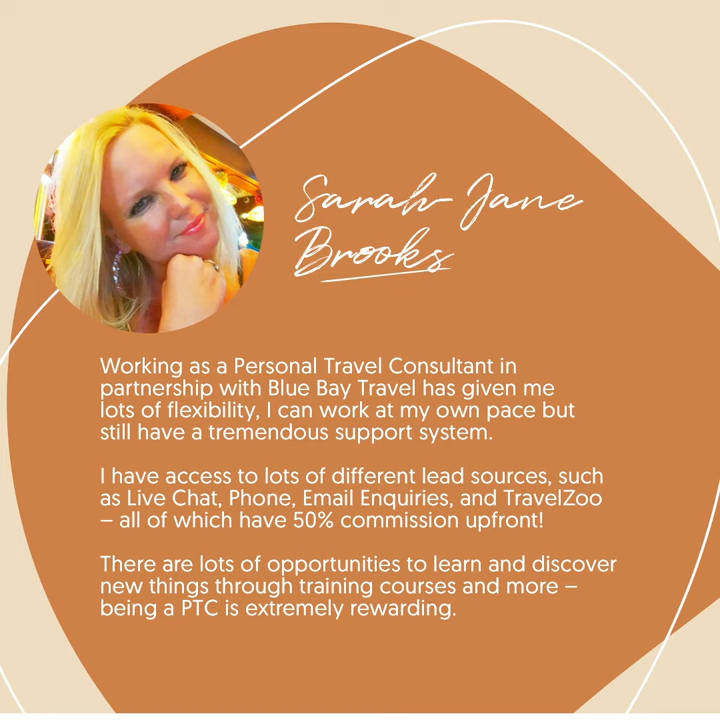 Sarah-Jane
Brooks
Working as a Personal Travel Consultant in
partnership with Blue Bay Travel has given me
lots of flexibility, I can work at my own pace but
still have a tremendous support system.
I have access to lots of different lead sources, such
as Live Chat, Phone, Email Enquiries, and TravelZoo
– all of which have 50% commission upfront!
There are lots of opportunities to learn and discover
new things through training courses and more –
being a PTC is extremely rewarding.